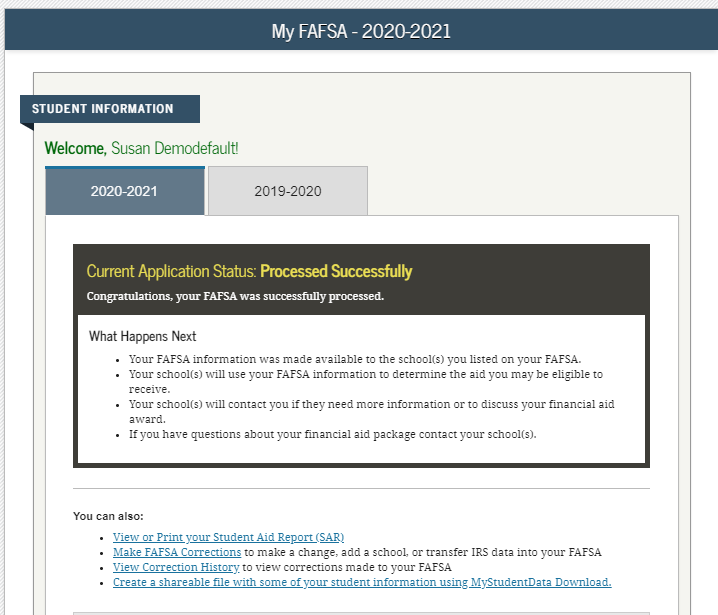 My FAFSA - 2020-2021
STUDENT INFORMATION
Welcome, Susan Demodefault!
2020-2021
2019-2020
Current Application Status: Processed Successfully
Congratulations, your FAFSA was successfully processed.
What Happens Next
• Your FAFSA information was made available to the school(s) you listed on your FAFSA.
• Your school(s) will use your FAFSA information to determine the aid you may be eligible to
receive.
• Your school(s) will contact you if they need more information or to discuss your financial aid
award.
• If you have questions about your financial aid package contact your school(s).
You can also:
• View or Print your Student Aid Report (SAR)
• Make FAFSA Corrections to make a change, add a school, or transfer IRS data into your FAFSA
• View Correction History to view corrections made to your FAFSA
• Create a shareable file with some of your student information using MyStudentData Download.